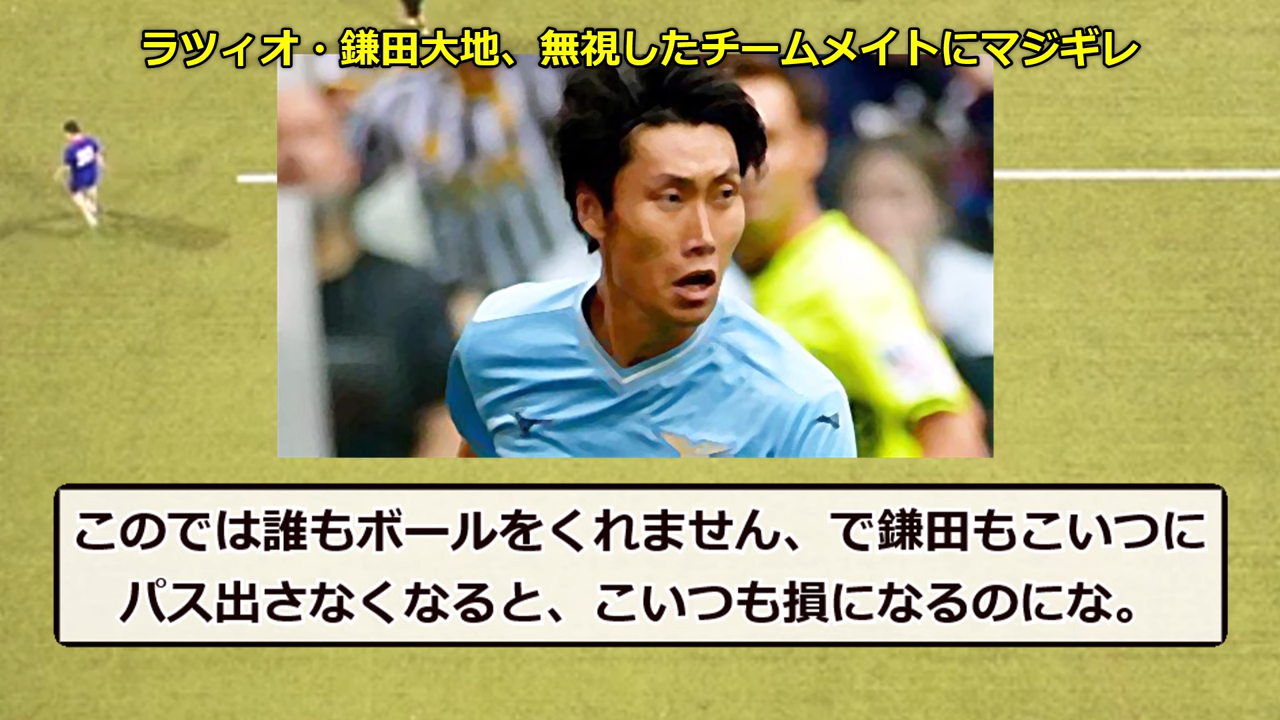 ラツィオ・鎌田大地、無視したチームメイトにマジギレ
このでは誰もボールをくれません、で鎌田もこいつに
パス出さなくなると、こいつも損になるのにな。